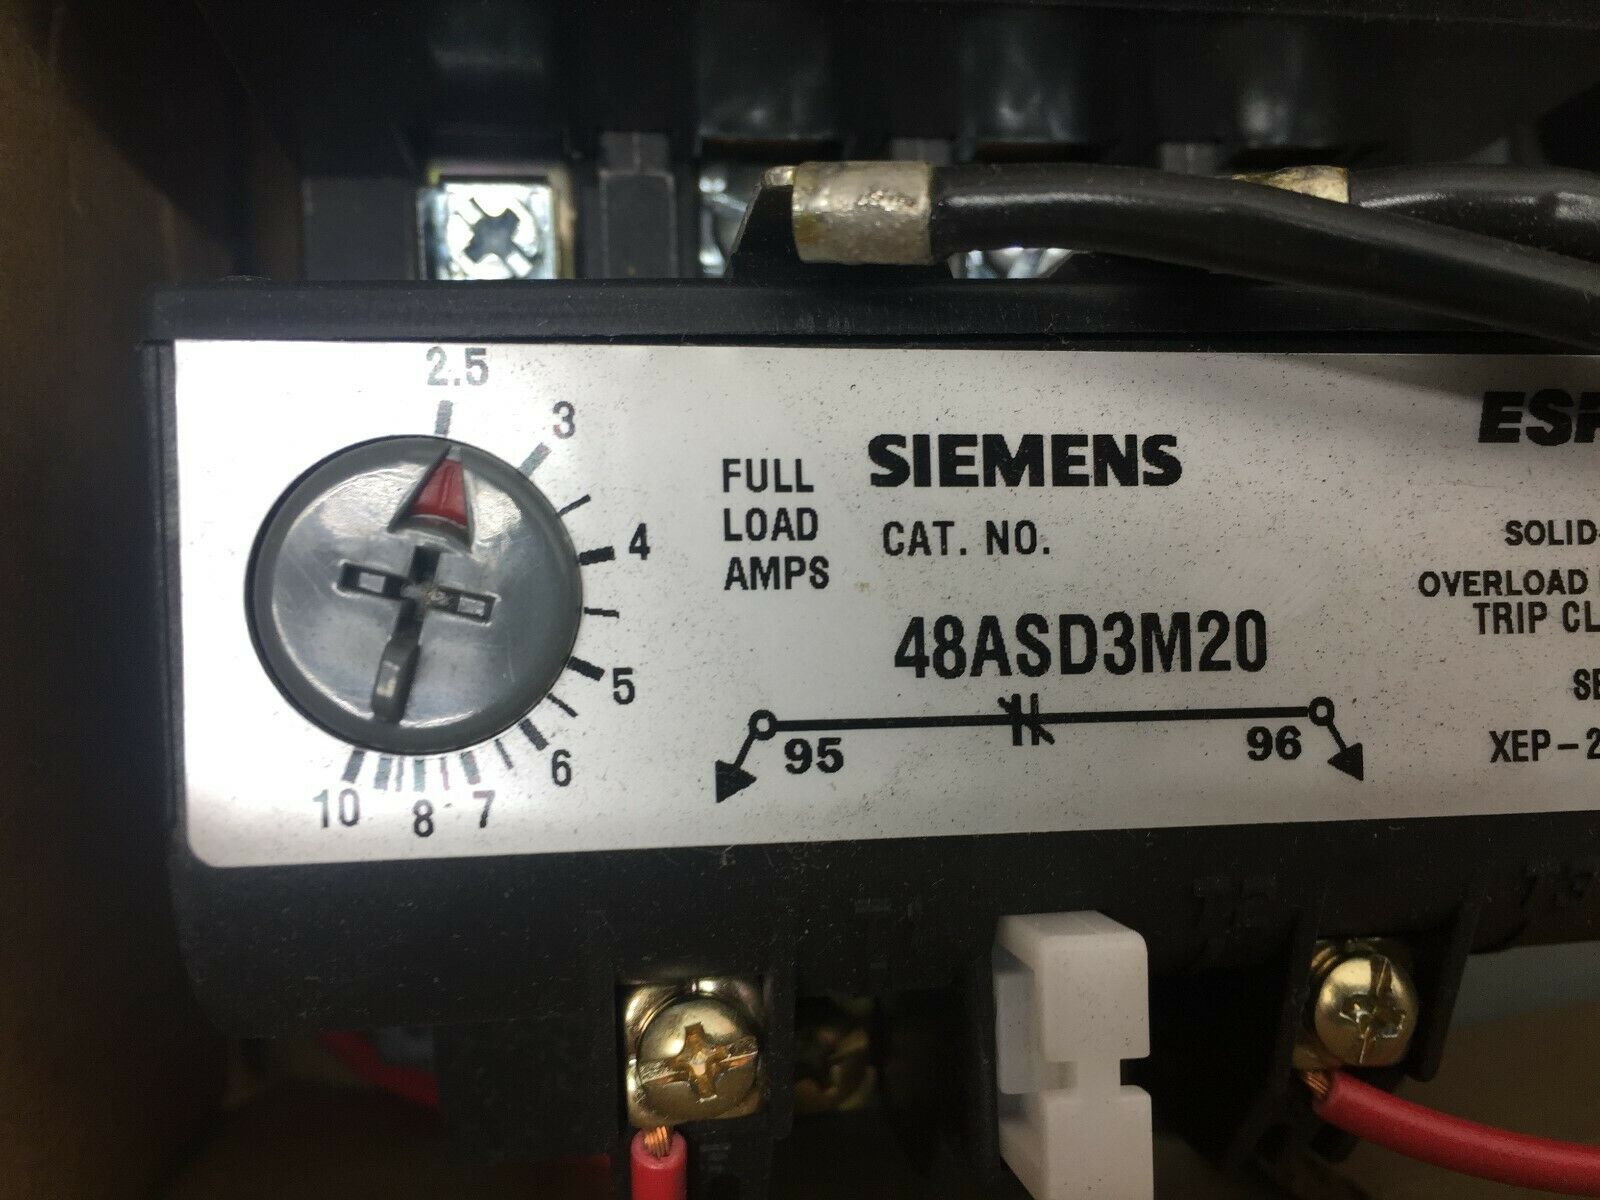 2.5
3
4
5
6
7
8
10
FULL
LOAD
AMPS
SIEMENS
CAT. NO.
48ASD3M20
95
96
SOLID-
OVERLOAD
TRIP CL
XEP-2